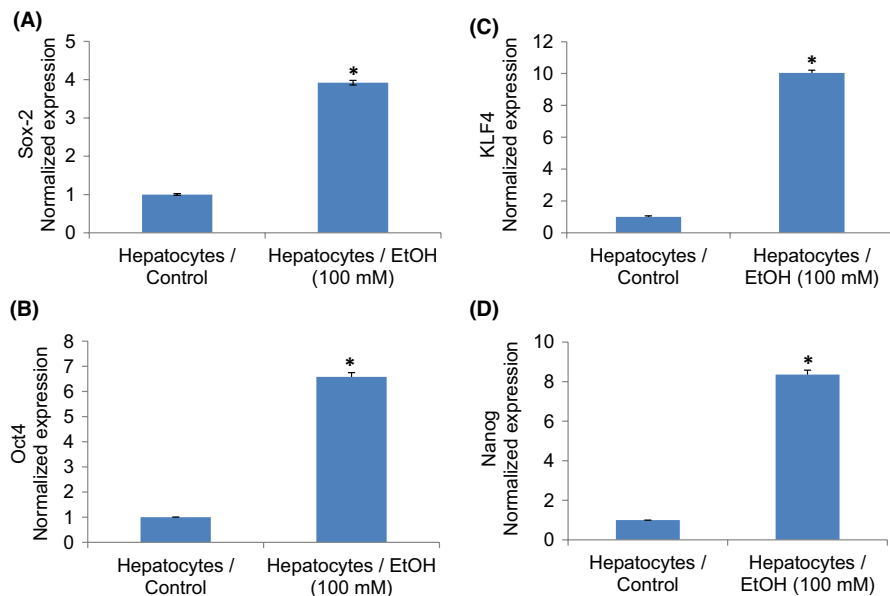 (A)
Sox-2
Normalized expression
5
4
3
2
1
0
*
Hepatocytes /
Control
Hepatocytes / EtOH
(100 mM)
(B)
Oct4
Normalized expression
8
7
6
5
4
3
2
1
0
*
Hepatocytes /
Control
Hepatocytes / EtOH
(100 mM)
(C)
KLF4
Normalized expression
12
10
8
6
4
2
0
*
Hepatocytes /
Control
Hepatocytes /
EtOH (100 mM)
(D)
Nanog
Normalized expression
10
8
6
4
2
0
*
Hepatocytes /
Control
Hepatocytes /
EtOH (100 mM)